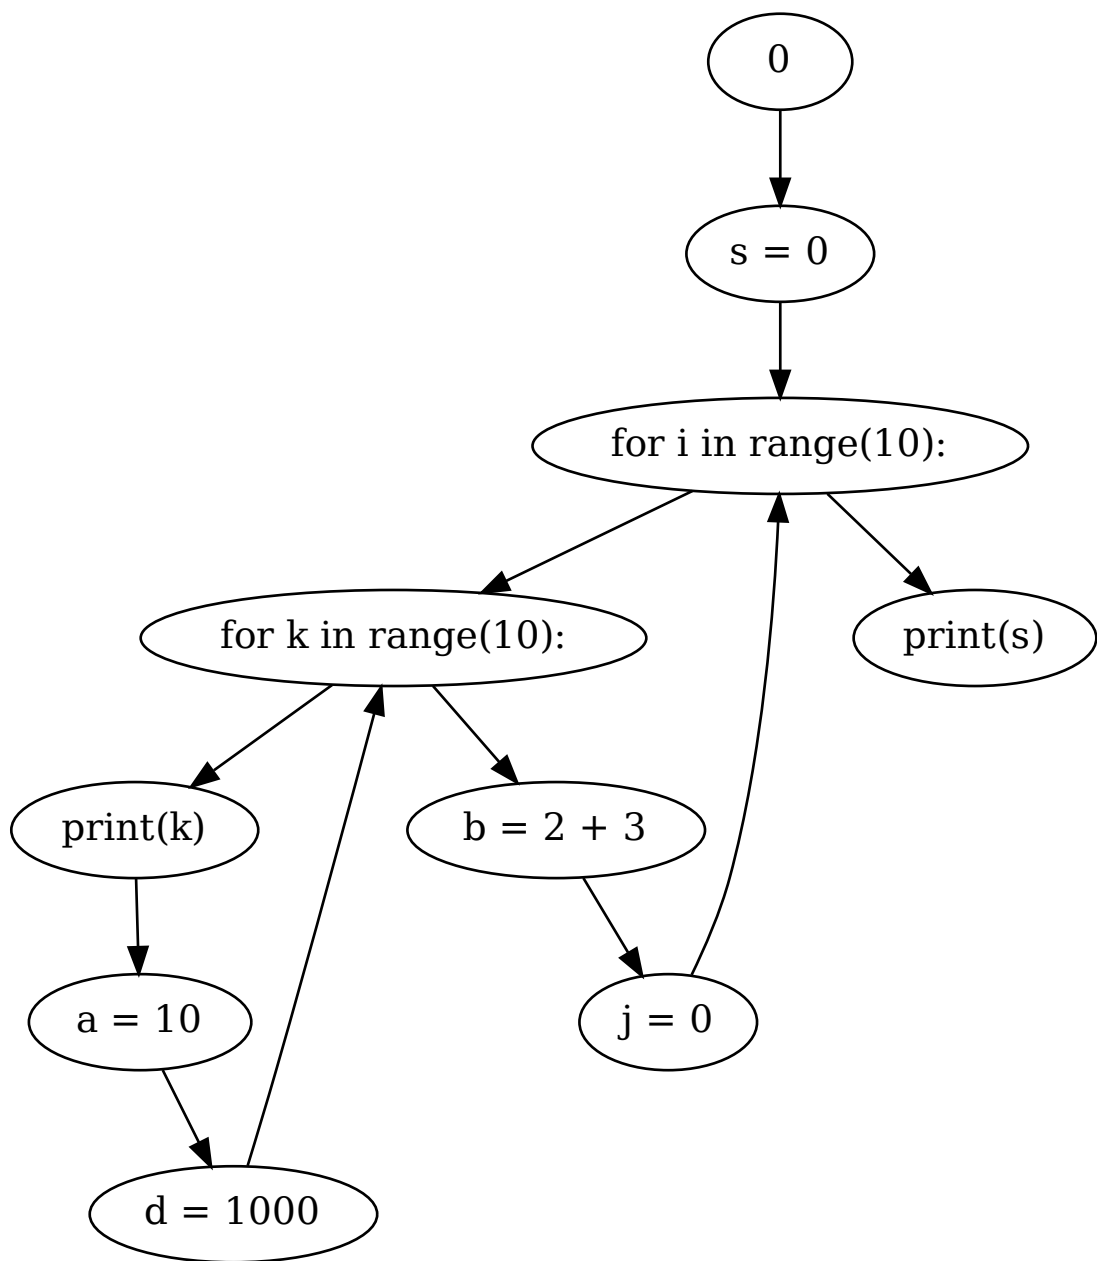 0
s = 0
for i in range(10):
for k in range(10):
print(s)
print(k)
b = 2 + 3
a = 10
j = 0
d = 1000